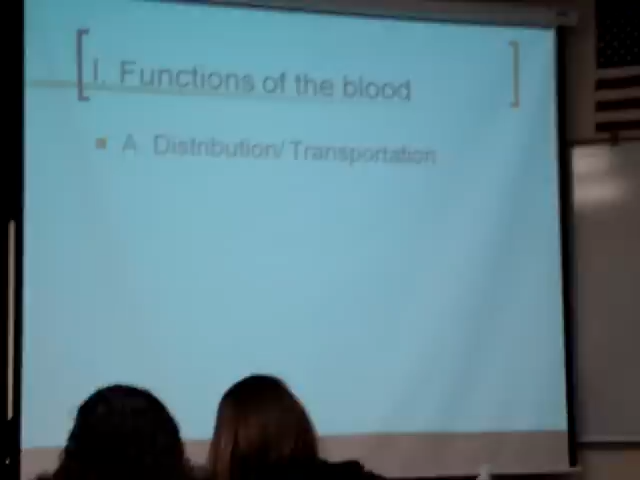 I. Functions of the blood
A. Distribution/ Transportation